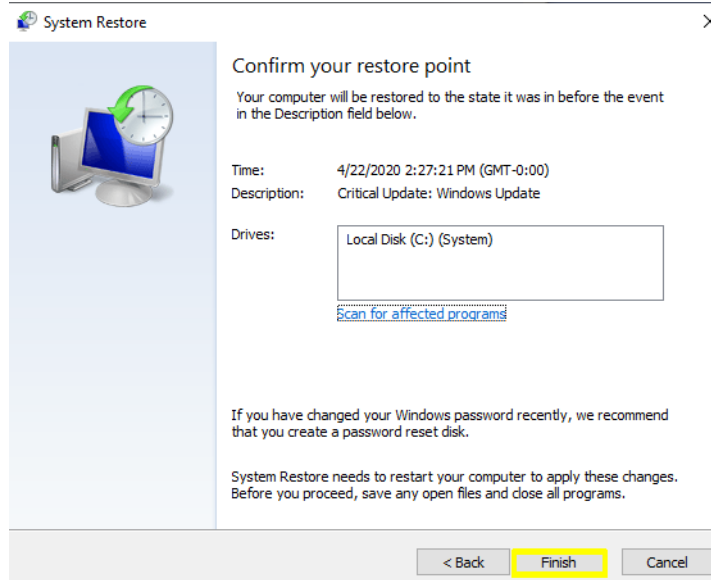 System Restore
Confirm your restore point
Your computer will be restored to the state it was in before the event
in the Description field below.
Time: 4/22/2020 2:27:21 PM (GMT-0:00)
Description: Critical Update: Windows Update
Drives: Local Disk (C:) (System)
Scan for affected programs
If you have changed your Windows password recently, we recommend
that you create a password reset disk.
System Restore needs to restart your computer to apply these changes.
Before you proceed, save any open files and close all programs.
< Back Finish Cancel